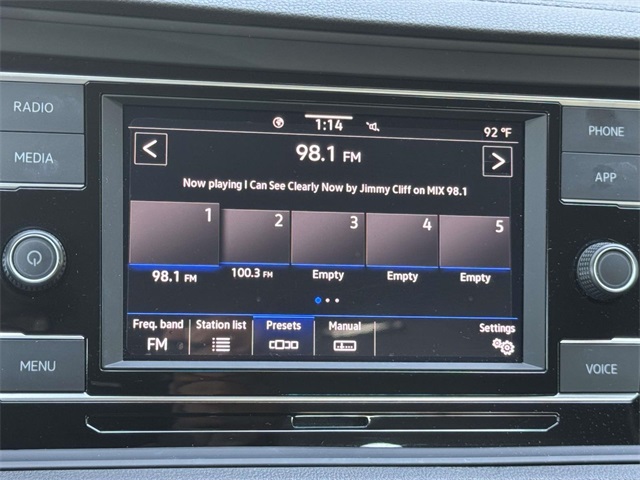 RADIO
MEDIA
MENU
1:14
92 °F
98.1 FM
Now playing I Can See Clearly Now by Jimmy Cliff on MIX 98.1
1 2 3 4 5
98.1 FM 100.3 FM Empty Empty Empty
Freq. band Station list Presets Manual Settings
FM
PHONE
APP
VOICE